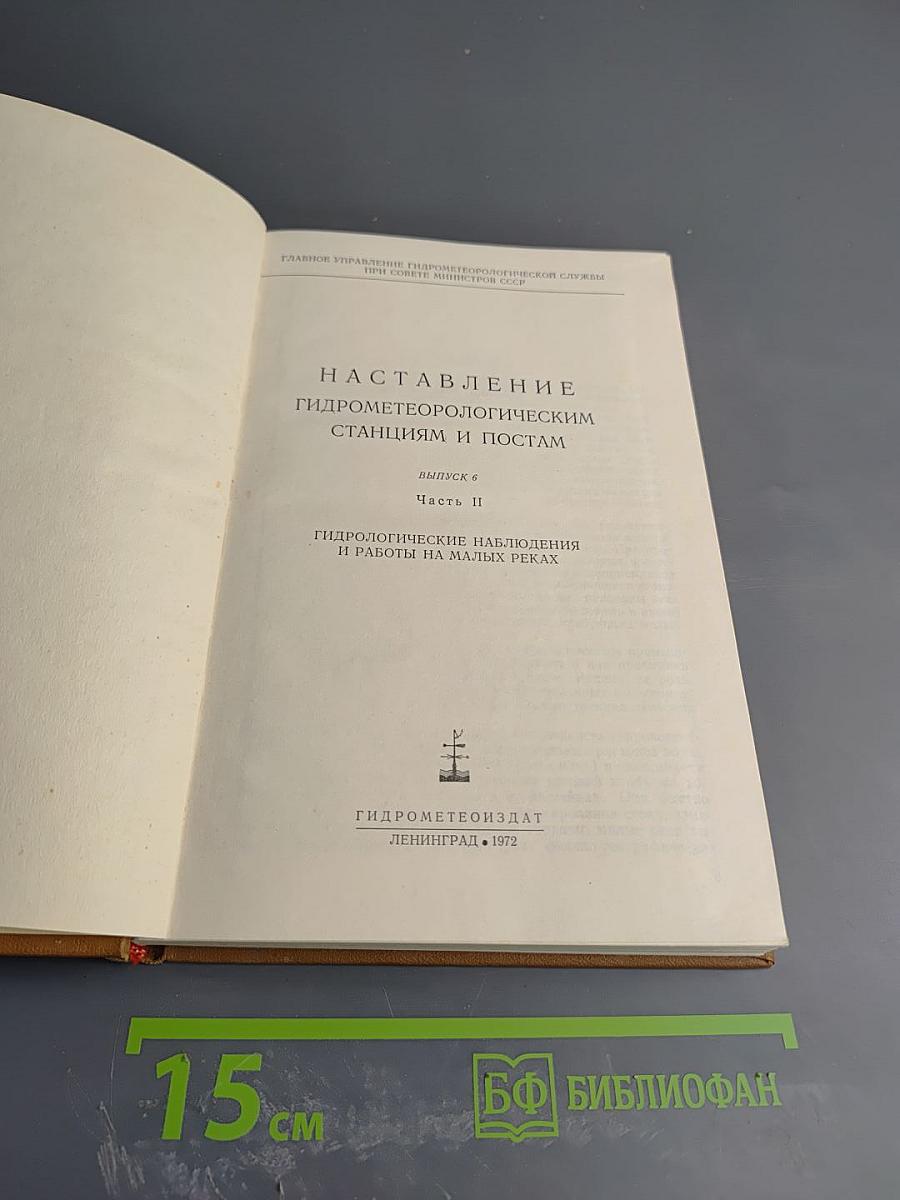 ГЛАВНОЕ УПРАВЛЕНИЕ ГИДРОМЕТЕОРОЛОГИЧЕСКОЙ СЛУЖБЫ
ПРИ СОВЕТЕ МИНИСТРОВ СССР
НАСТАВЛЕНИЕ
ГИДРОМЕТЕОРОЛОГИЧЕСКИМ
СТАНЦИЯМ И ПОСТАМ
ВЫПУСК 6
Часть II
ГИДРОЛОГИЧЕСКИЕ НАБЛЮДЕНИЯ
И РАБОТЫ НА МАЛЫХ РЕКАХ
ГИДРОМЕТЕОИЗДАТ
ЛЕНИНГРАД • 1972
15 см
БФ БИБЛИОФАН